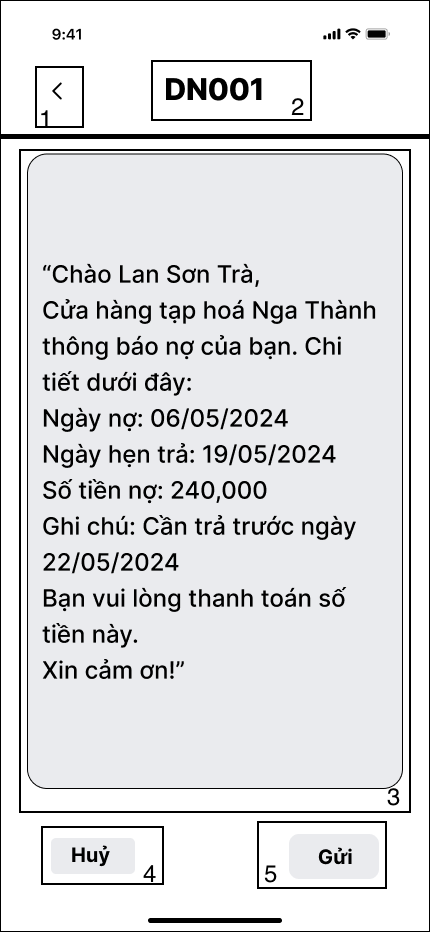 9:41
1
DN001
2
“Chào Lan Sơn Trà,
Cửa hàng tạp hoá Nga Thành
thông báo nợ của bạn. Chi
tiết dưới đây:
Ngày nợ: 06/05/2024
Ngày hẹn trả: 19/05/2024
Số tiền nợ: 240,000
Ghi chú: Cần trả trước ngày
22/05/2024
Bạn vui lòng thanh toán số
tiền này.
Xin cảm ơn!”
3
Huỷ 4
5 Gửi